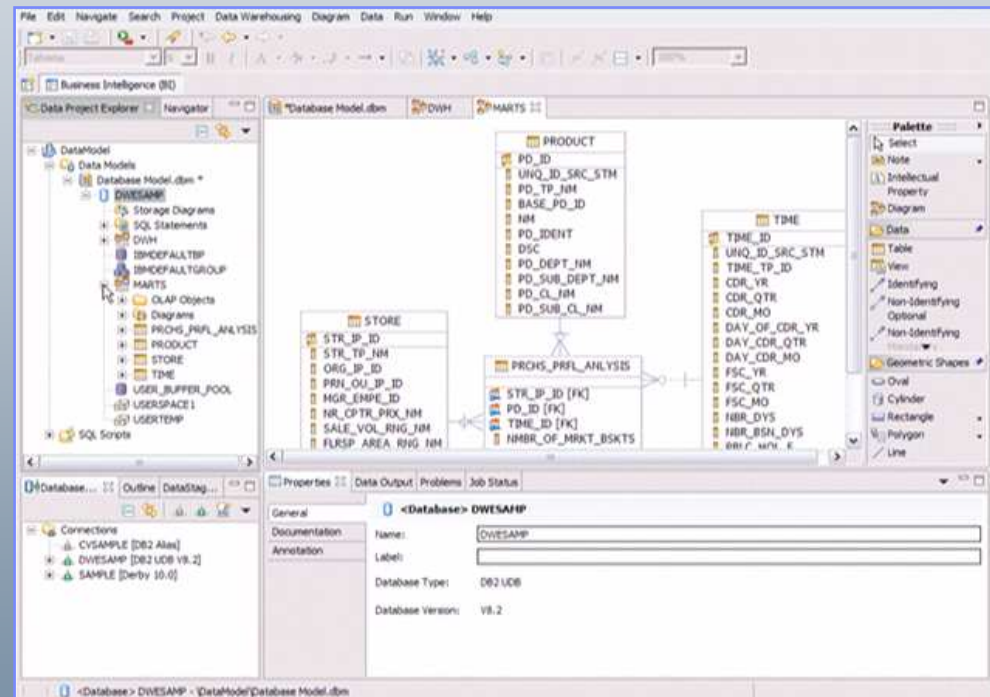 File Edit Navigate Search Project Data Warehousing Diagram Data Run Window Help
Business Intelligence (BI)
Data Project Explorer Navigator
DataModel
Data Models
Database Model.dbm *
DWESAMP
Storage Diagrams
SQL Statements
DWH
IBMDEFAULTBP
IBMDEFAULTGROUP
MARTS
OLAP Objects
Diagrams
PRCHS_PRFL_ANLYSIS
PRODUCT
STORE
TIME
USER_BUFFER_POOL
USERSPACE1
USERTEMP
SQL Scripts
*Database Model.dbm DWH MARTS
PRODUCT
PD_ID
UNQ_ID_SRC_STM
PD_TP_NM
BASE_PD_ID
NM
PD_IDENT
DSC
PD_DEPT_NM
PD_SUB_DEPT_NM
PD_CL_NM
PD_SUB_CL_NM
STORE
STR_IP_ID
STR_TP_NM
ORG_IP_ID
PRN_OU_IP_ID
MGR_EMPE_ID
NR_CPTR_PRX_NM
SALE_VOL_RNG_NM
FLRSP_AREA_RNG_NM
PRCHS_PRFL_ANLYSIS
STR_IP_ID [FK]
PD_ID [FK]
TIME_ID [FK]
NMBR_OF_MRKT_BSKTS
TIME
TIME_ID
UNQ_ID_SRC_STM
TIME_TP_ID
CDR_YR
CDR_QTR
CDR_MO
DAY_OF_CDR_YR
DAY_CDR_QTR
DAY_CDR_MO
FSC_YR
FSC_QTR
FSC_MO
NBR_DYS
NBR_BSN_DYS
Palette
Select
Note
Intellectual
Property
Diagram
Data
Table
View
Identifying
Non-Identifying
Optional
Non-Identifying
Geometric Shapes
Oval
Cylinder
Rectangle
Polygon
Line
Database... Outline DataStag...
Connections
CVSAMPLE [DB2 Alias]
DWESAMP [DB2 UDB V8.2]
SAMPLE [Derby 10.0]
Properties Data Output Problems Job Status
General
Documentation
Annotation
<Database> DWESAMP
Name: DWESAMP
Label:
Database Type: DB2 UDB
Database Version: V8.2
<Database> DWESAMP - \DataModel\Database Model.dbm